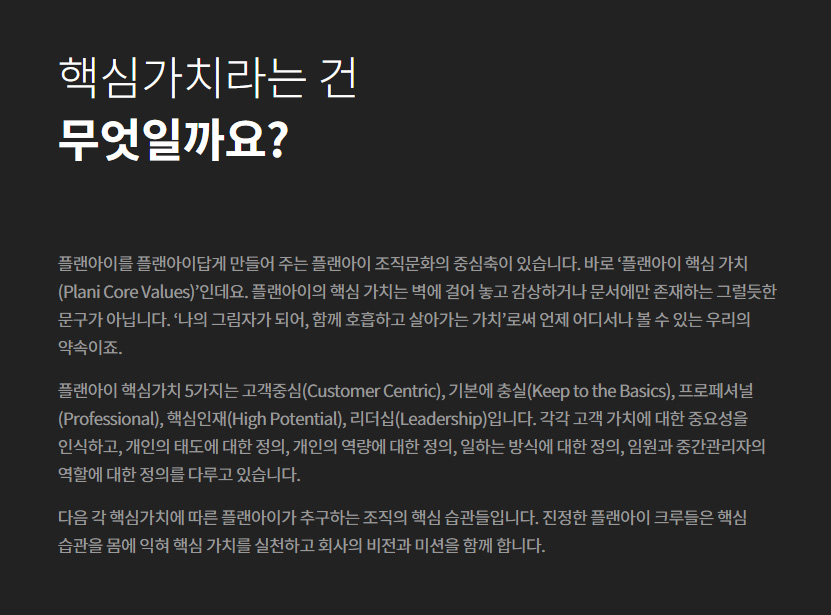 핵심가치라는 건
무엇일까요?
플랜아이를 플랜아이답게 만들어 주는 플랜아이 조직문화의 중심축이 있습니다. 바로 ‘플랜아이 핵심 가치
(Plani Core Values)’인데요. 플랜아이의 핵심 가치는 벽에 걸어 놓고 감상하거나 문서에만 존재하는 그럴듯한
문구가 아닙니다. ‘나의 그림자가 되어, 함께 호흡하고 살아가는 가치’로써 언제 어디서나 볼 수 있는 우리의
약속이죠.
플랜아이 핵심가치 5가지는 고객중심(Customer Centric), 기본에 충실(Keep to the Basics), 프로페셔널
(Professional), 핵심인재(High Potential), 리더십(Leadership)입니다. 각각 고객 가치에 대한 중요성을
인식하고, 개인의 태도에 대한 정의, 개인의 역량에 대한 정의, 일하는 방식에 대한 정의, 임원과 중간관리자의
역할에 대한 정의를 다루고 있습니다.
다음 각 핵심가치에 따른 플랜아이가 추구하는 조직의 핵심 습관들입니다. 진정한 플랜아이 크루들은 핵심
습관을 몸에 익혀 핵심 가치를 실천하고 회사의 비전과 미션을 함께 합니다.